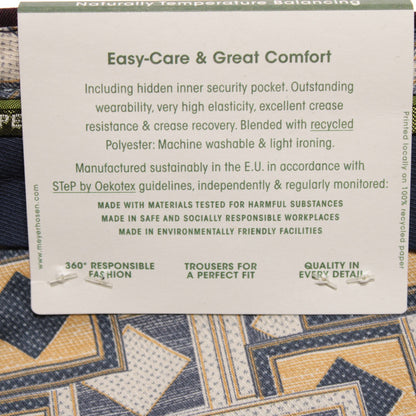 Naturally Temperature Balancing
Easy-Care & Great Comfort
Including hidden inner security pocket. Outstanding
wearability, very high elasticity, excellent crease
resistance & crease recovery. Blended with recycled
Polyester: Machine washable & light ironing.
Manufactured sustainably in the E.U. in accordance with
STeP by Oekotex guidelines, independently & regularly monitored:
MADE WITH MATERIALS TESTED FOR HARMFUL SUBSTANCES
MADE IN SAFE AND SOCIALLY RESPONSIBLE WORKPLACES
MADE IN ENVIRONMENTALLY FRIENDLY FACILITIES
360° RESPONSIBLE
FASHION
TROUSERS FOR
A PERFECT FIT
QUALITY IN
EVERY DETAIL
www.meyerhosen.com
Printed locally on 100% recycled paper
PE